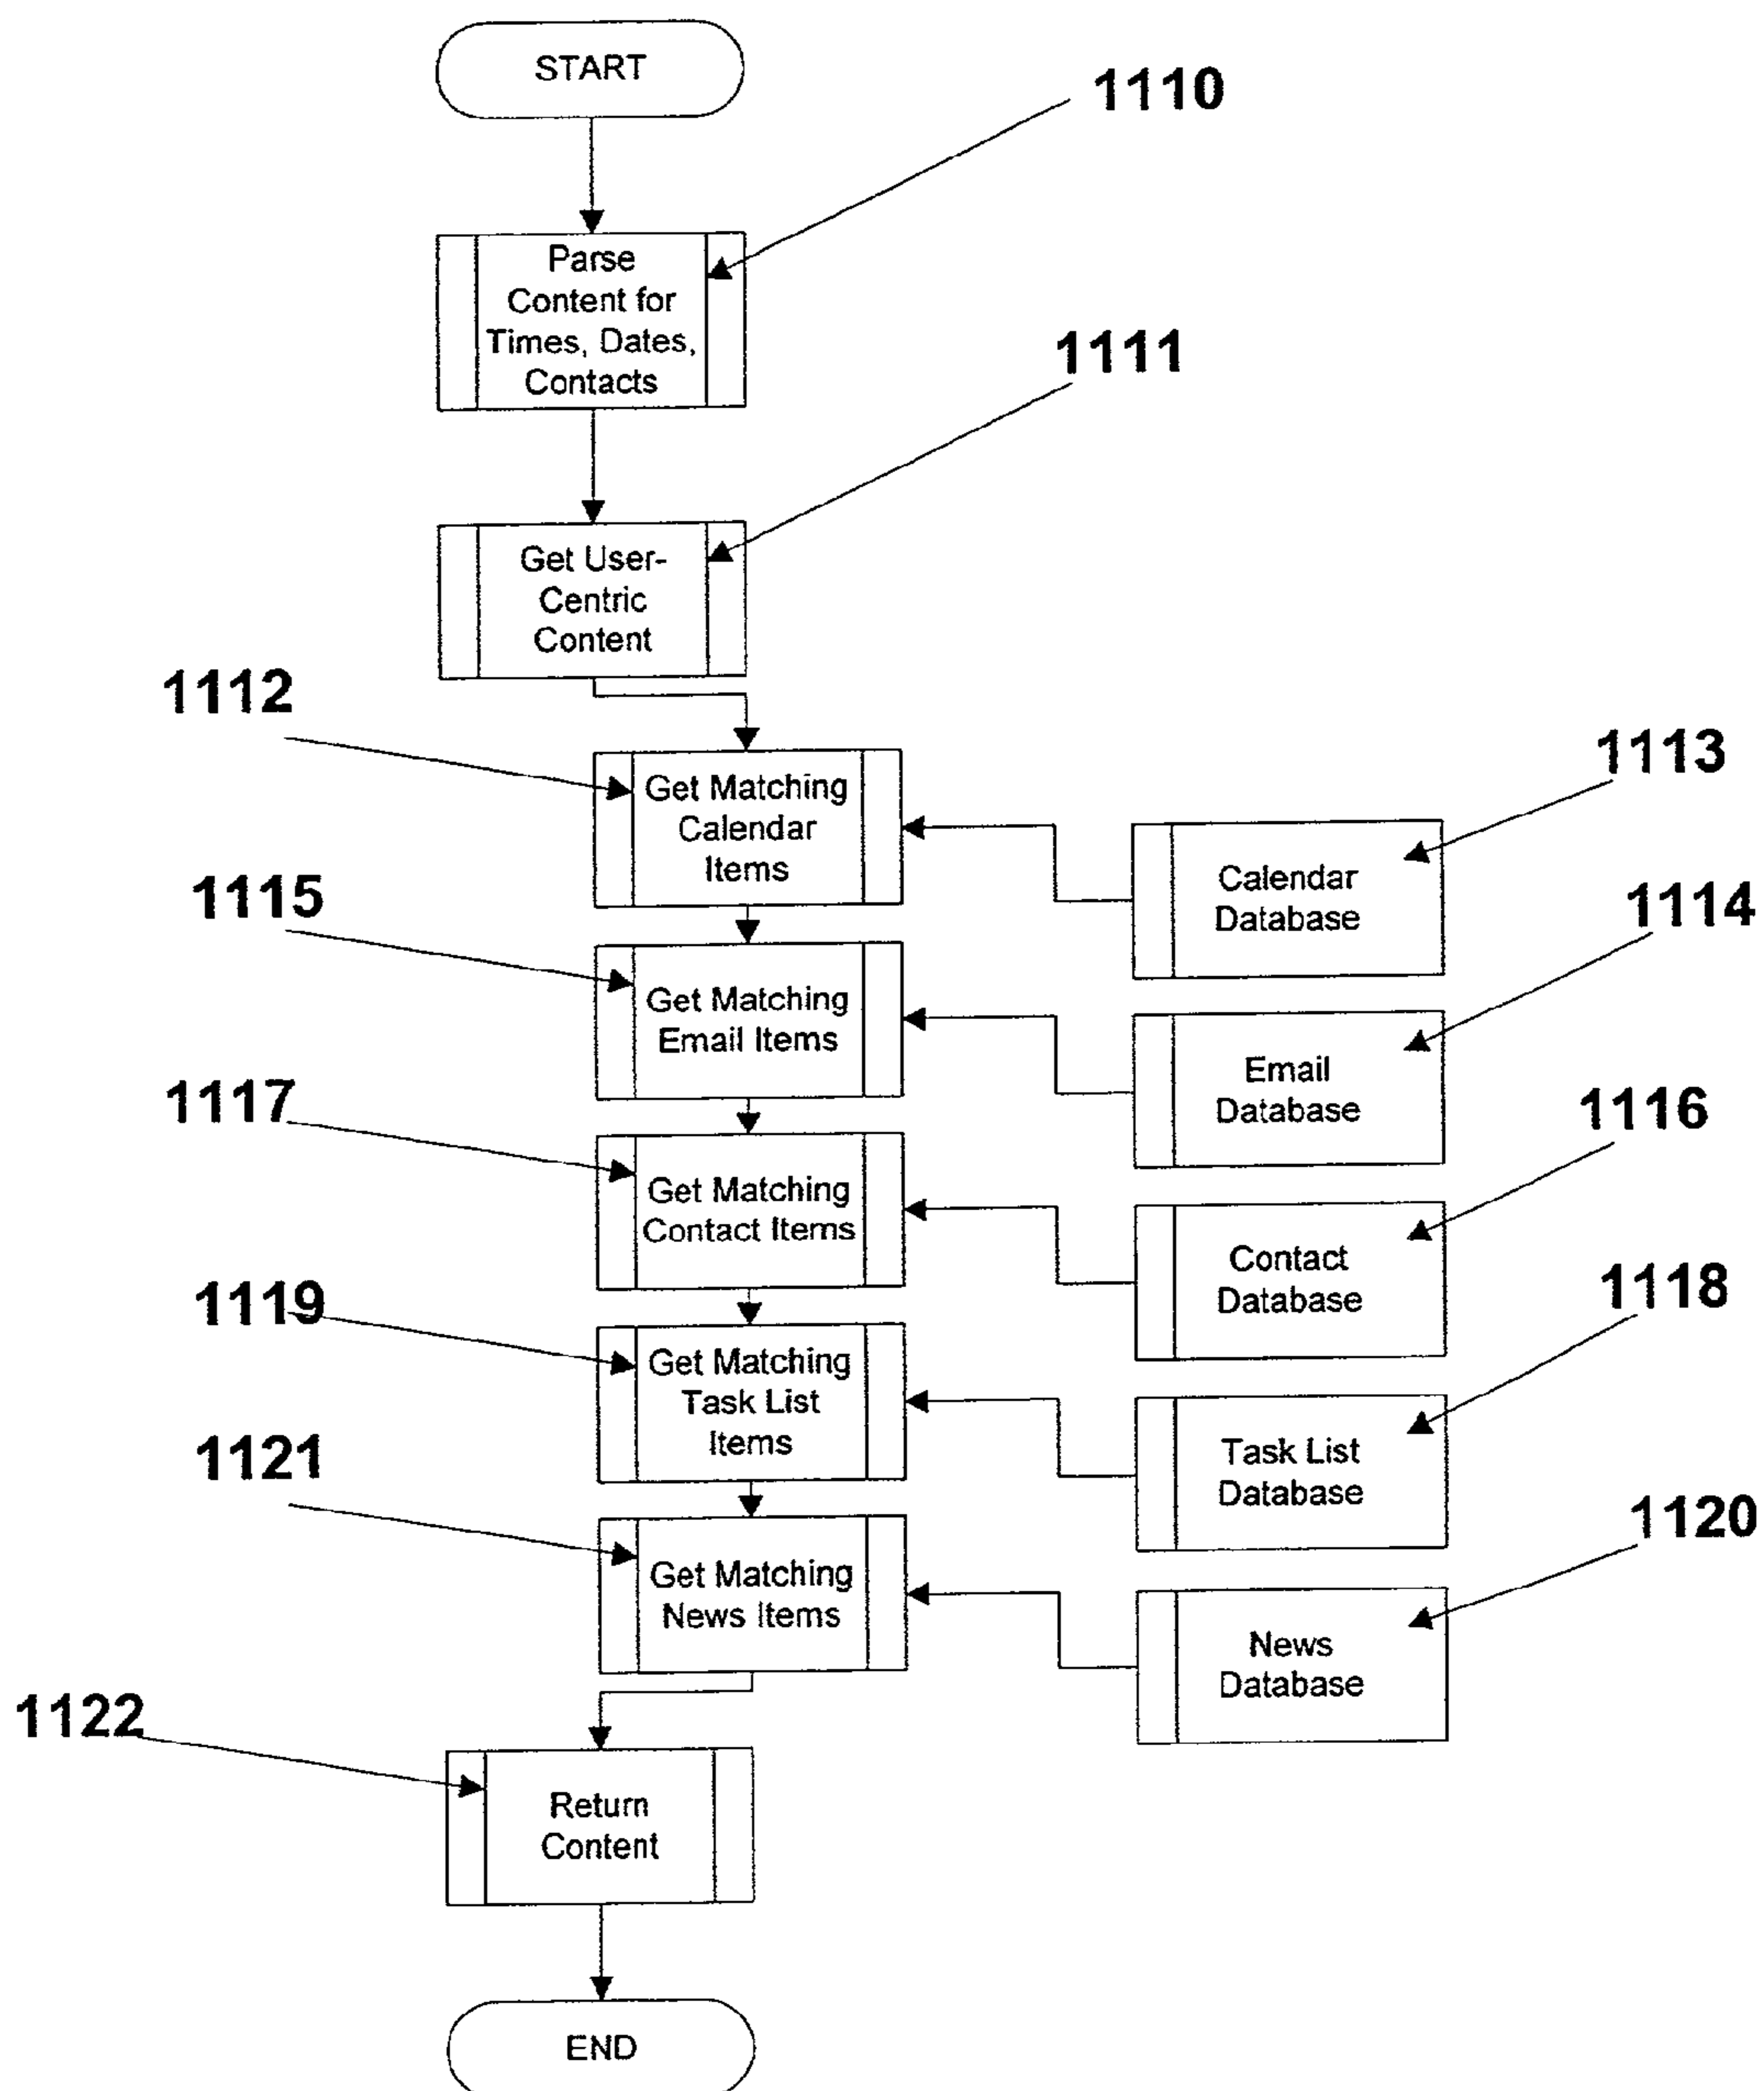 START
1110
Parse
Content for
Times, Dates,
Contacts
1111
Get User-
Centric
Content
1112
Get Matching
Calendar
Items
1113
Calendar
Database
1115
Get Matching
Email Items
1114
Email
Database
1117
Get Matching
Contact Items
1116
Contact
Database
1119
Get Matching
Task List
Items
1118
Task List
Database
1121
Get Matching
News Items
1120
News
Database
1122
Return
Content
END